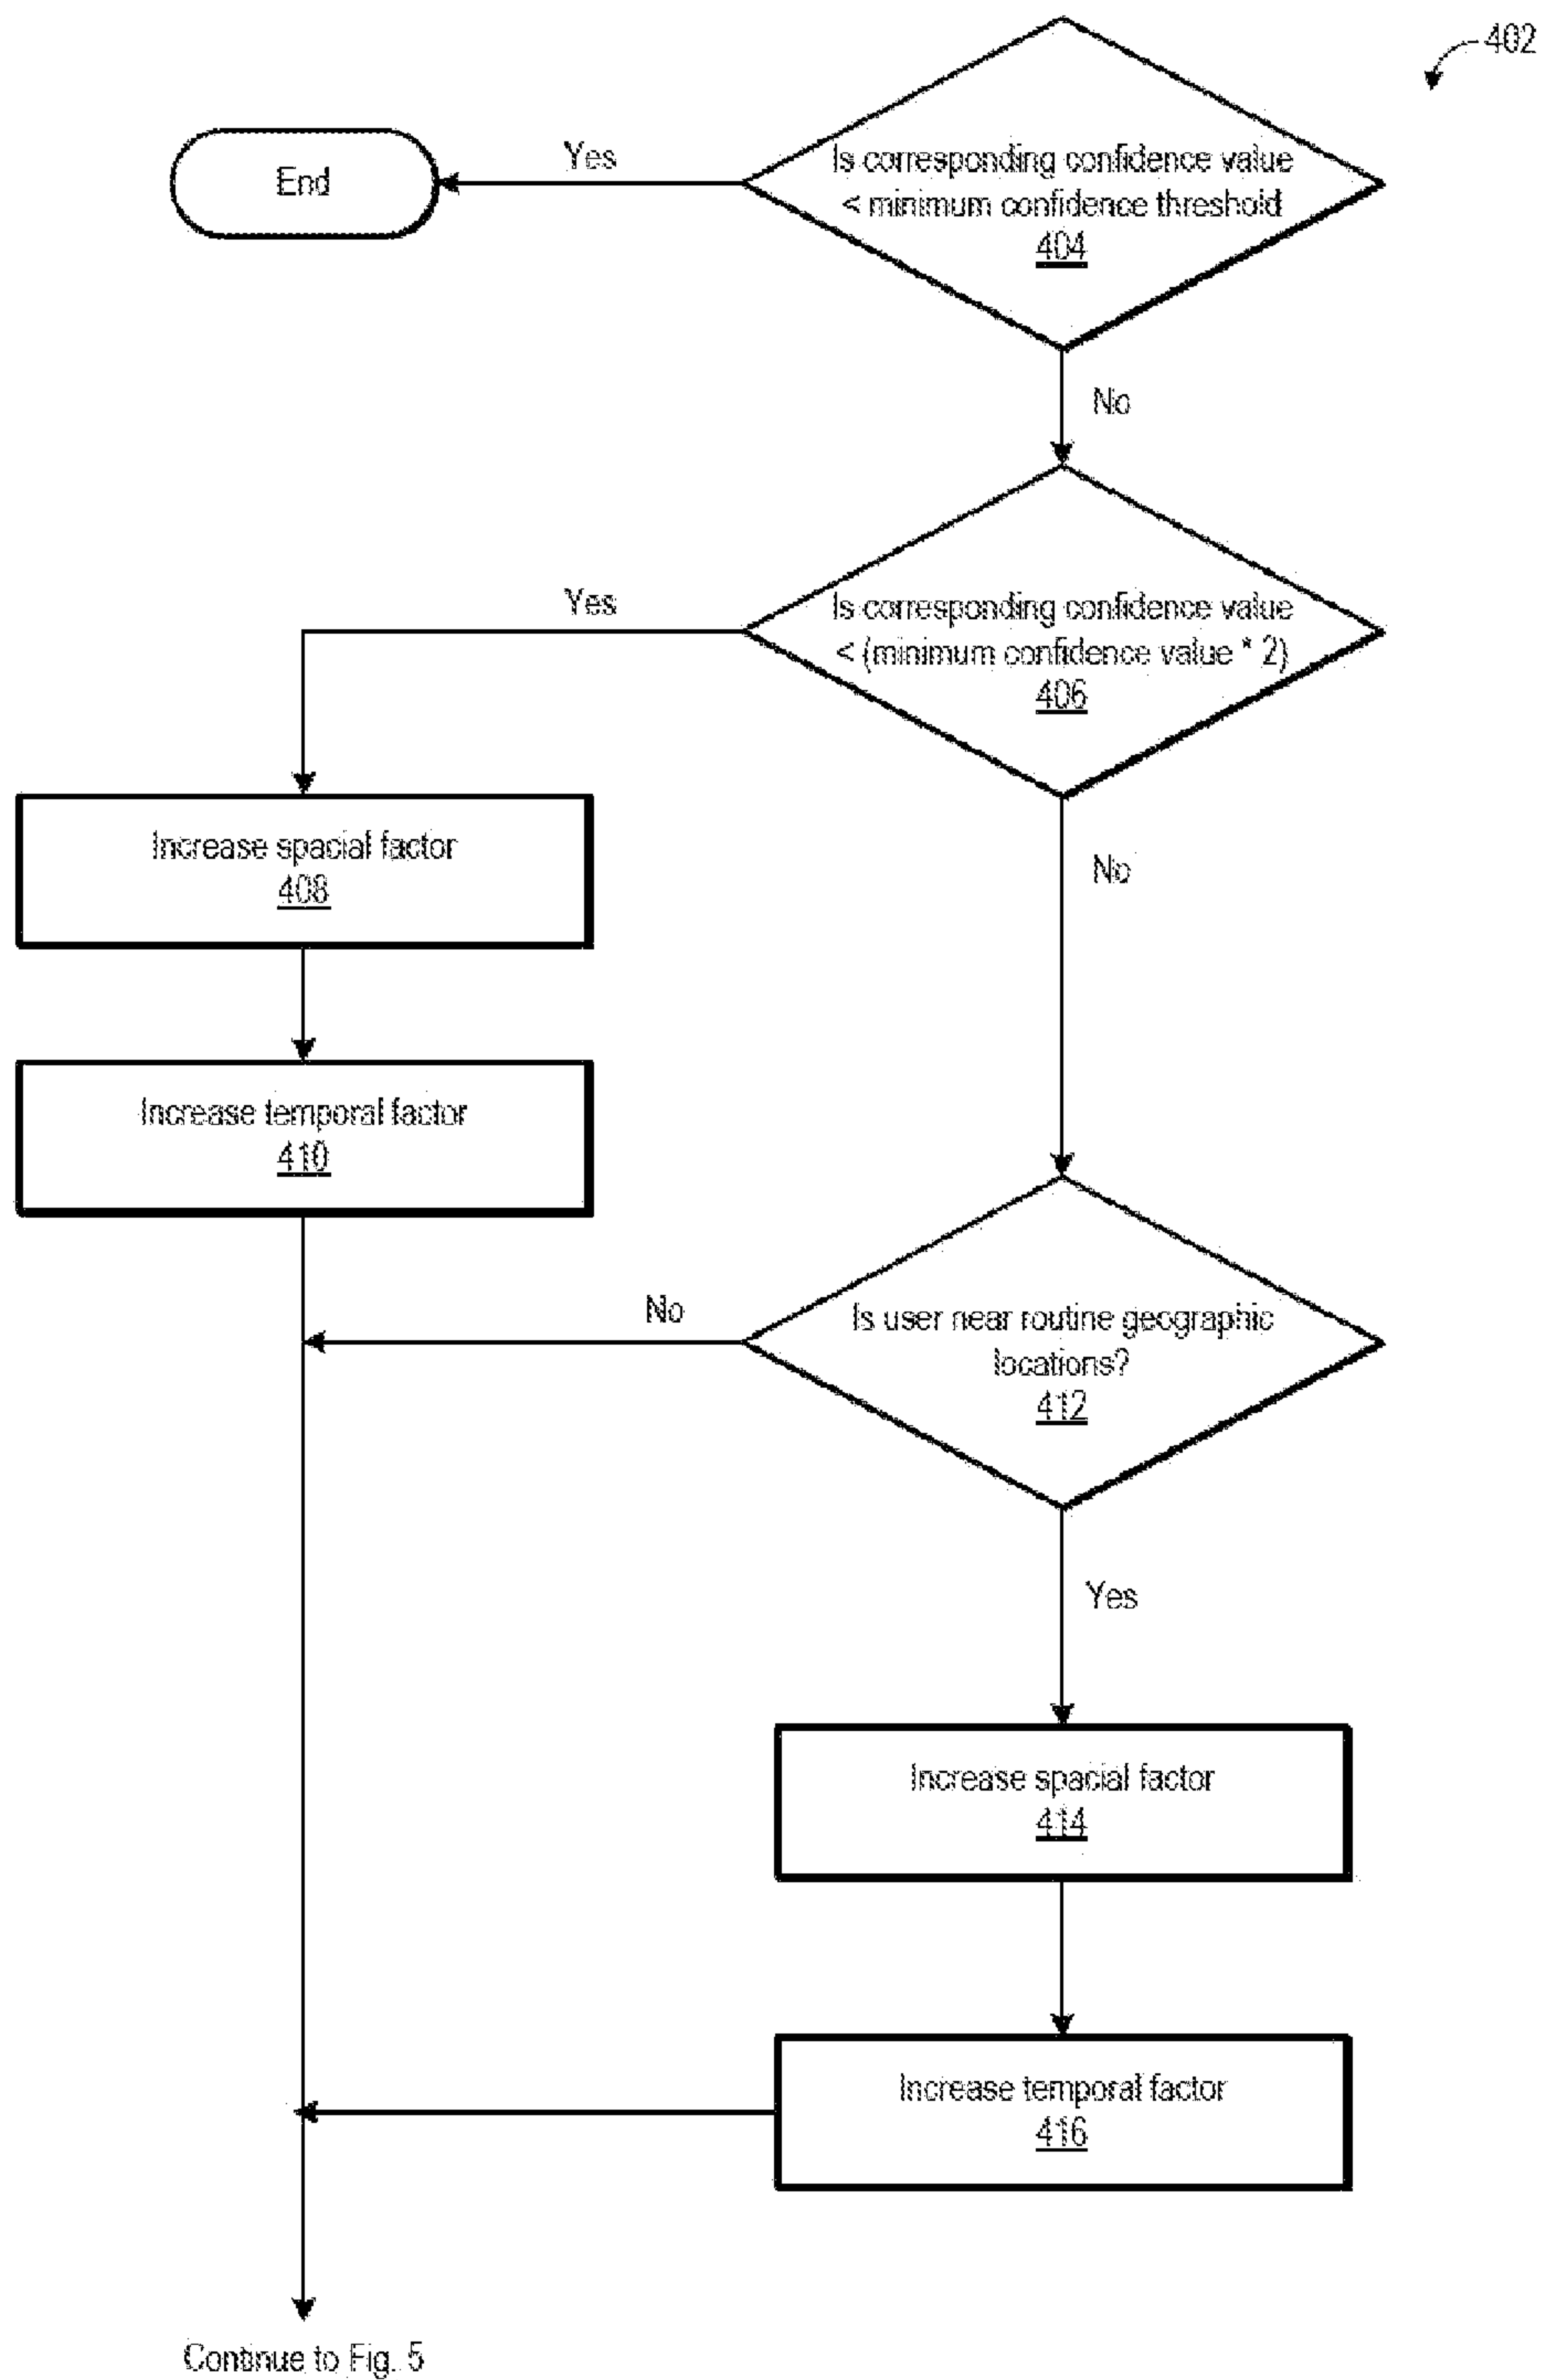 402
Is corresponding confidence value
< minimum confidence threshold
404
Yes
End
No
Is corresponding confidence value
< (minimum confidence value * 2)
406
Yes
No
Increase spacial factor
408
Increase temporal factor
410
Is user near routine geographic
locations?
412
No
Yes
Increase spacial factor
414
Increase temporal factor
416
Continue to Fig. 5